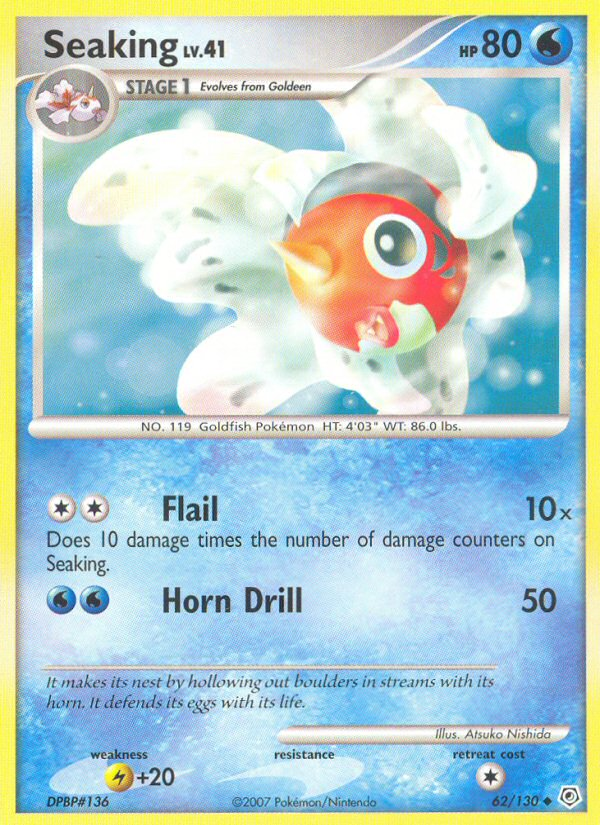 Seaking LV.41 HP 80
STAGE 1 Evolves from Goldeen
NO. 119 Goldfish Pokémon HT: 4'03" WT: 86.0 lbs.
Flail 10x
Does 10 damage times the number of damage counters on
Seaking.
Horn Drill 50
It makes its nest by hollowing out boulders in streams with its
horn. It defends its eggs with its life.
Illus. Atsuko Nishida
weakness resistance retreat cost
+20
DPBP#136 ©2007 Pokémon/Nintendo 62/130